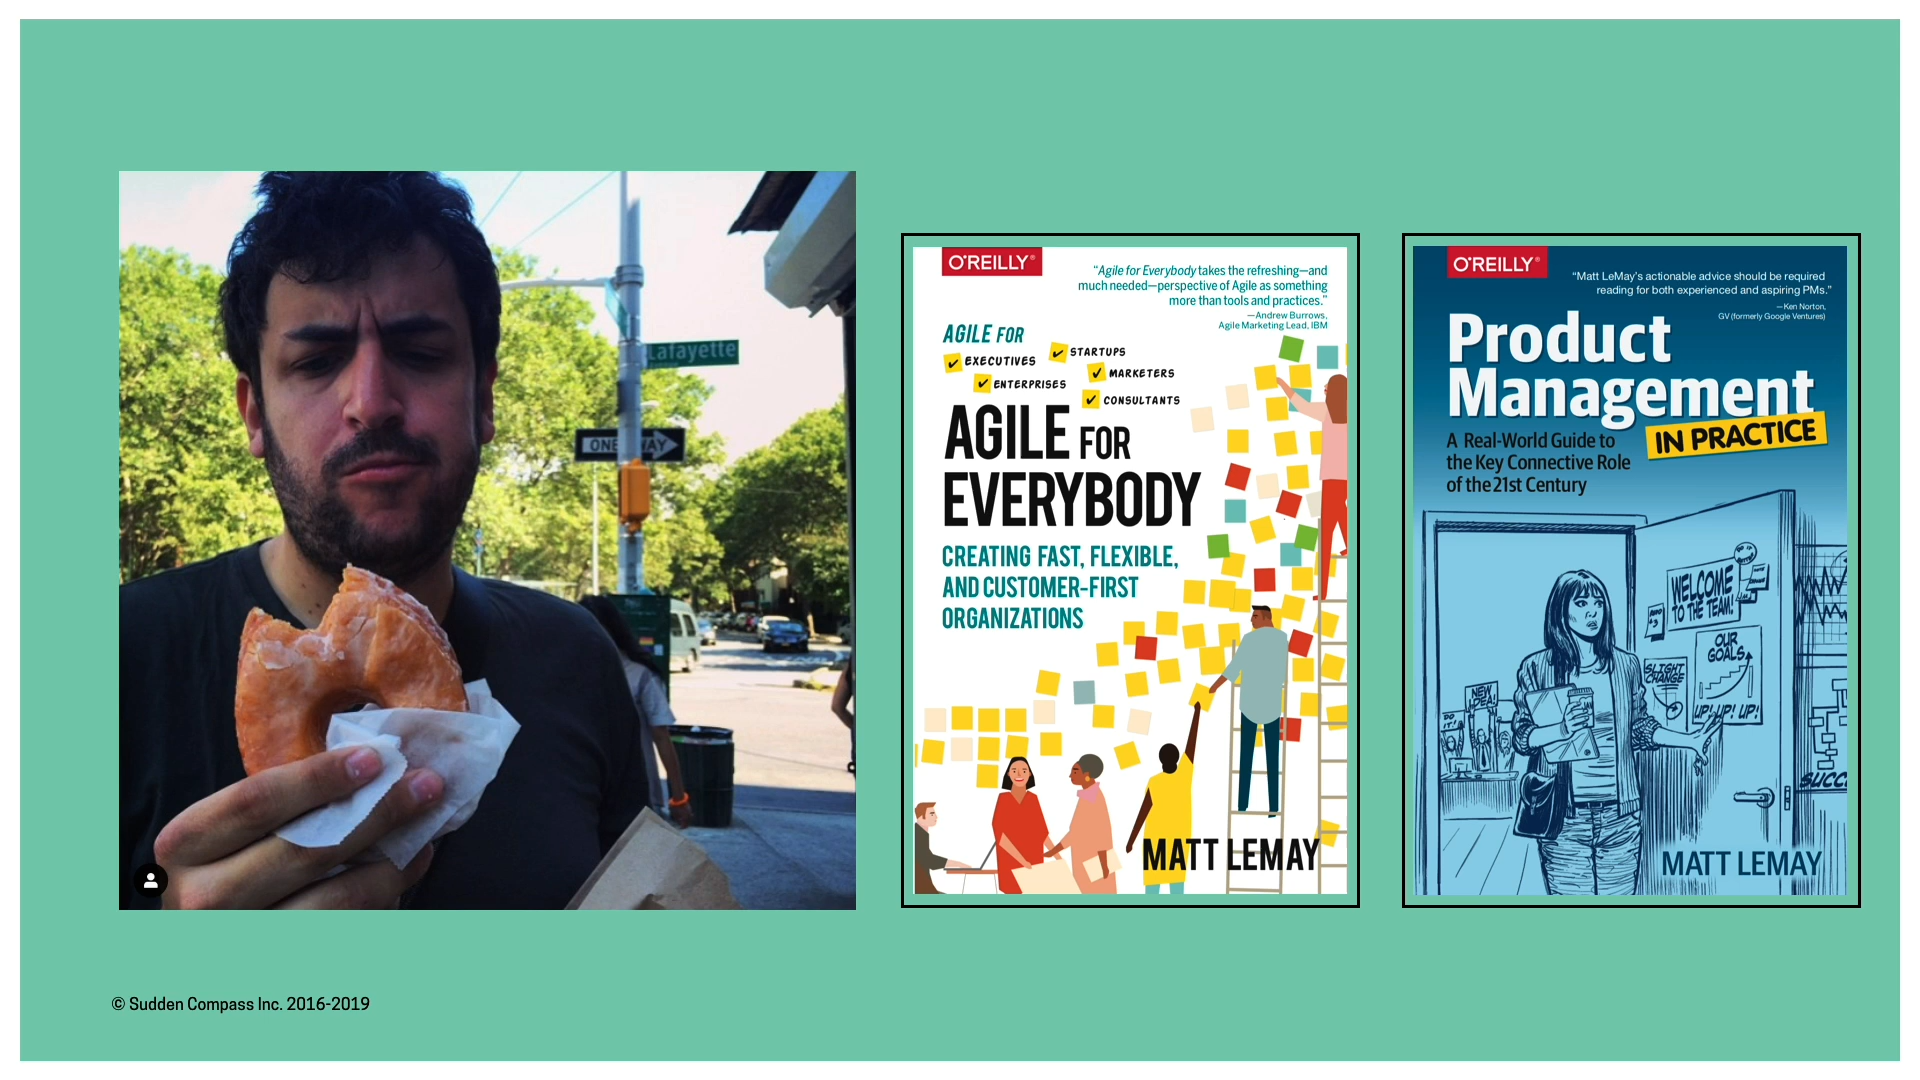 Lafayette
ONE WAY
O'REILLY®
"Agile for Everybody takes the refreshing—and
much needed—perspective of Agile as something
more than tools and practices."
—Andrew Burrows,
Agile Marketing Lead, IBM
AGILE FOR
✔ EXECUTIVES
✔ STARTUPS
✔ ENTERPRISES
✔ MARKETERS
✔ CONSULTANTS
AGILE FOR
EVERYBODY
CREATING FAST, FLEXIBLE,
AND CUSTOMER-FIRST
ORGANIZATIONS
MATT LEMAY
O'REILLY®
“Matt LeMay’s actionable advice should be required
reading for both experienced and aspiring PMs.”
—Ken Norton,
GV (formerly Google Ventures)
Product
Management
IN PRACTICE
A Real-World Guide to
the Key Connective Role
of the 21st Century
WELCOME
TO THE TEAM!
OUR
GOALS
SLIGHT
CHANGE
UP! UP! UP!
NEW
IDEA!
DO
IT!
SUCC
MATT LEMAY
© Sudden Compass Inc. 2016-2019